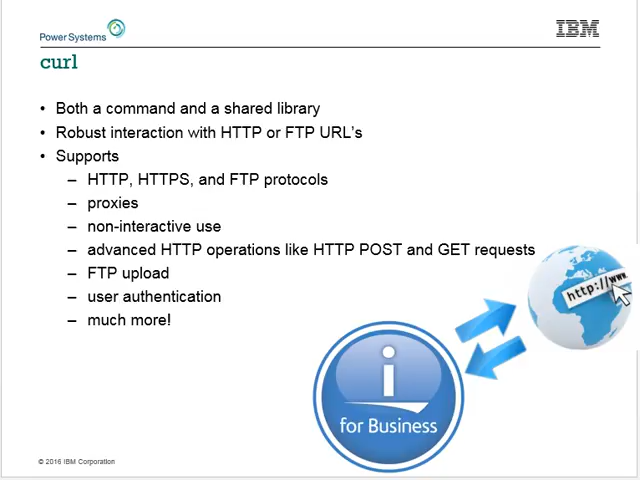 Power Systems
IBM
curl
• Both a command and a shared library
• Robust interaction with HTTP or FTP URL's
• Supports
– HTTP, HTTPS, and FTP protocols
– proxies
– non-interactive use
– advanced HTTP operations like HTTP POST and GET requests
– FTP upload
– user authentication
– much more!
http://www
i
for Business
© 2016 IBM Corporation